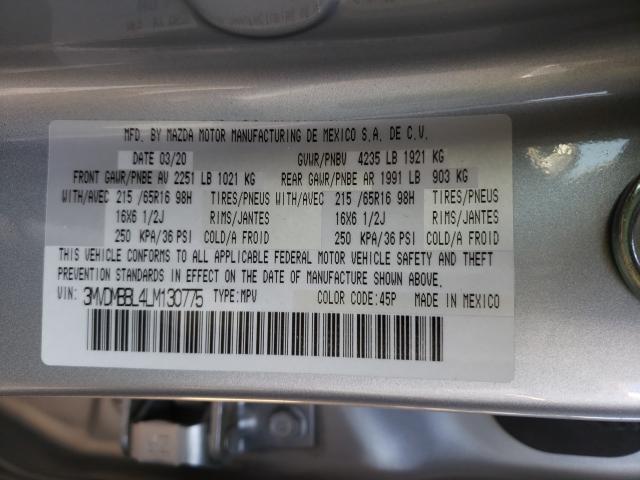 MFD. BY MAZDA MOTOR MANUFACTURING DE MEXICO S.A. DE C.V.
DATE 03/20 GVWR/PNBV 4235 LB 1921 KG
FRONT GAWR/PNBE AV 2251 LB 1021 KG REAR GAWR/PNBE AR 1991 LB 903 KG
WITH/AVEC 215 /65R16 98H TIRES/PNEUS WITH/AVEC 215 /65R16 98H TIRES/PNEUS
16X6 1/2J RIMS/JANTES 16X6 1/2J RIMS/JANTES
250 KPA/36 PSI COLD/A FROID 250 KPA/36 PSI COLD/A FROID
THIS VEHICLE CONFORMS TO ALL APPLICABLE FEDERAL MOTOR VEHICLE SAFETY AND THEFT
PREVENTION STANDARDS IN EFFECT ON THE DATE OF MANUFACTURE SHOWN ABOVE.
VIN: 3MVDMBBL4LM130775 TYPE:MPV COLOR CODE:45P MADE IN MEXICO